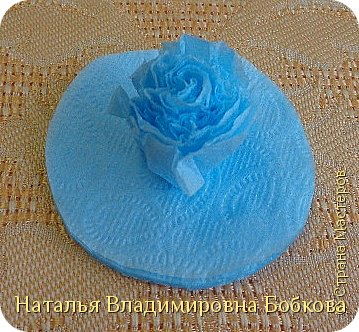 Страна Мастеров
Наталья Владимировна Бобкова